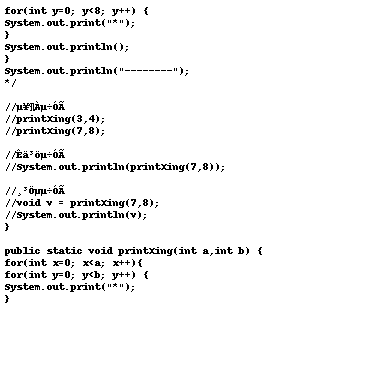 for(int y=0; y<8; y++) {
System.out.print("*");
}
System.out.println();
}
System.out.println("--------");
*/
//µ¥¶Àµ÷ÓÃ
//printXing(3,4);
//printXing(7,8);
//Êä³öµ÷ÓÃ
//System.out.println(printXing(7,8));
//¸³Öµµ÷ÓÃ
//void v = printXing(7,8);
//System.out.println(v);
}
public static void printXing(int a,int b) {
for(int x=0; x<a; x++){
for(int y=0; y<b; y++) {
System.out.print("*");
}